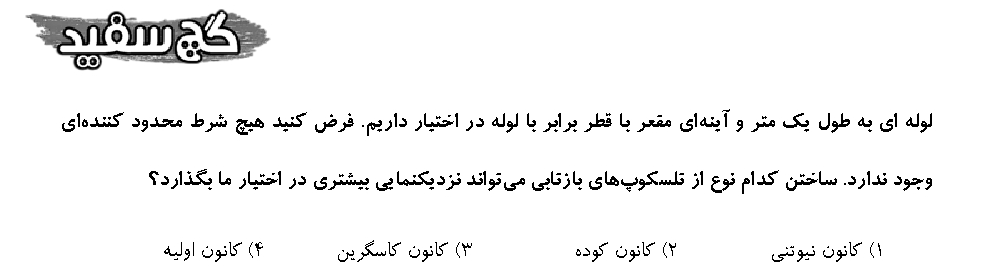 گچ سفید
لوله ای به طول یک متر و آینه‌ای مقعر با قطر برابر با لوله در اختیار داریم. فرض کنید هیچ شرط محدود کننده‌ای
وجود ندارد. ساختن کدام نوع از تلسکوپ‌های بازتابی می‌تواند نزدیکنمایی بیشتری در اختیار ما بگذارد؟
۱) کانون نیوتنی ۲) کانون کوده ۳) کانون کاسگرین ۴) کانون اولیه